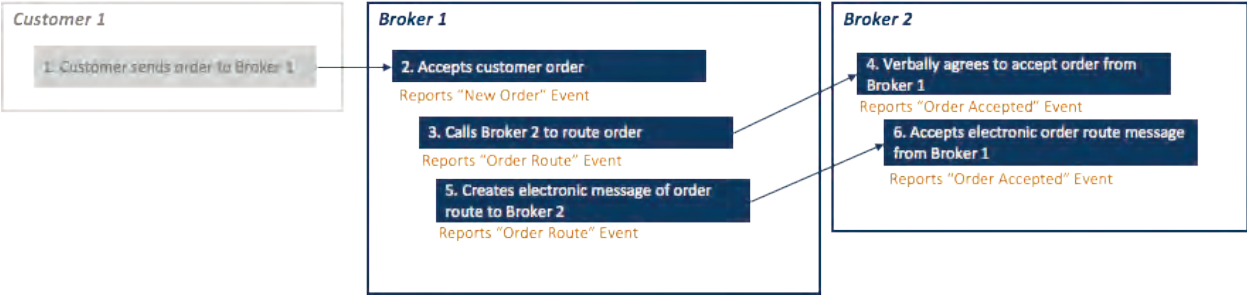 Customer 1
1. Customer sends order to Broker 1
Broker 1
2. Accepts customer order
Reports "New Order" Event
3. Calls Broker 2 to route order
Reports "Order Route" Event
5. Creates electronic message of order
route to Broker 2
Reports "Order Route" Event
Broker 2
4. Verbally agrees to accept order from
Broker 1
Reports "Order Accepted" Event
6. Accepts electronic order route message
from Broker 1
Reports "Order Accepted" Event